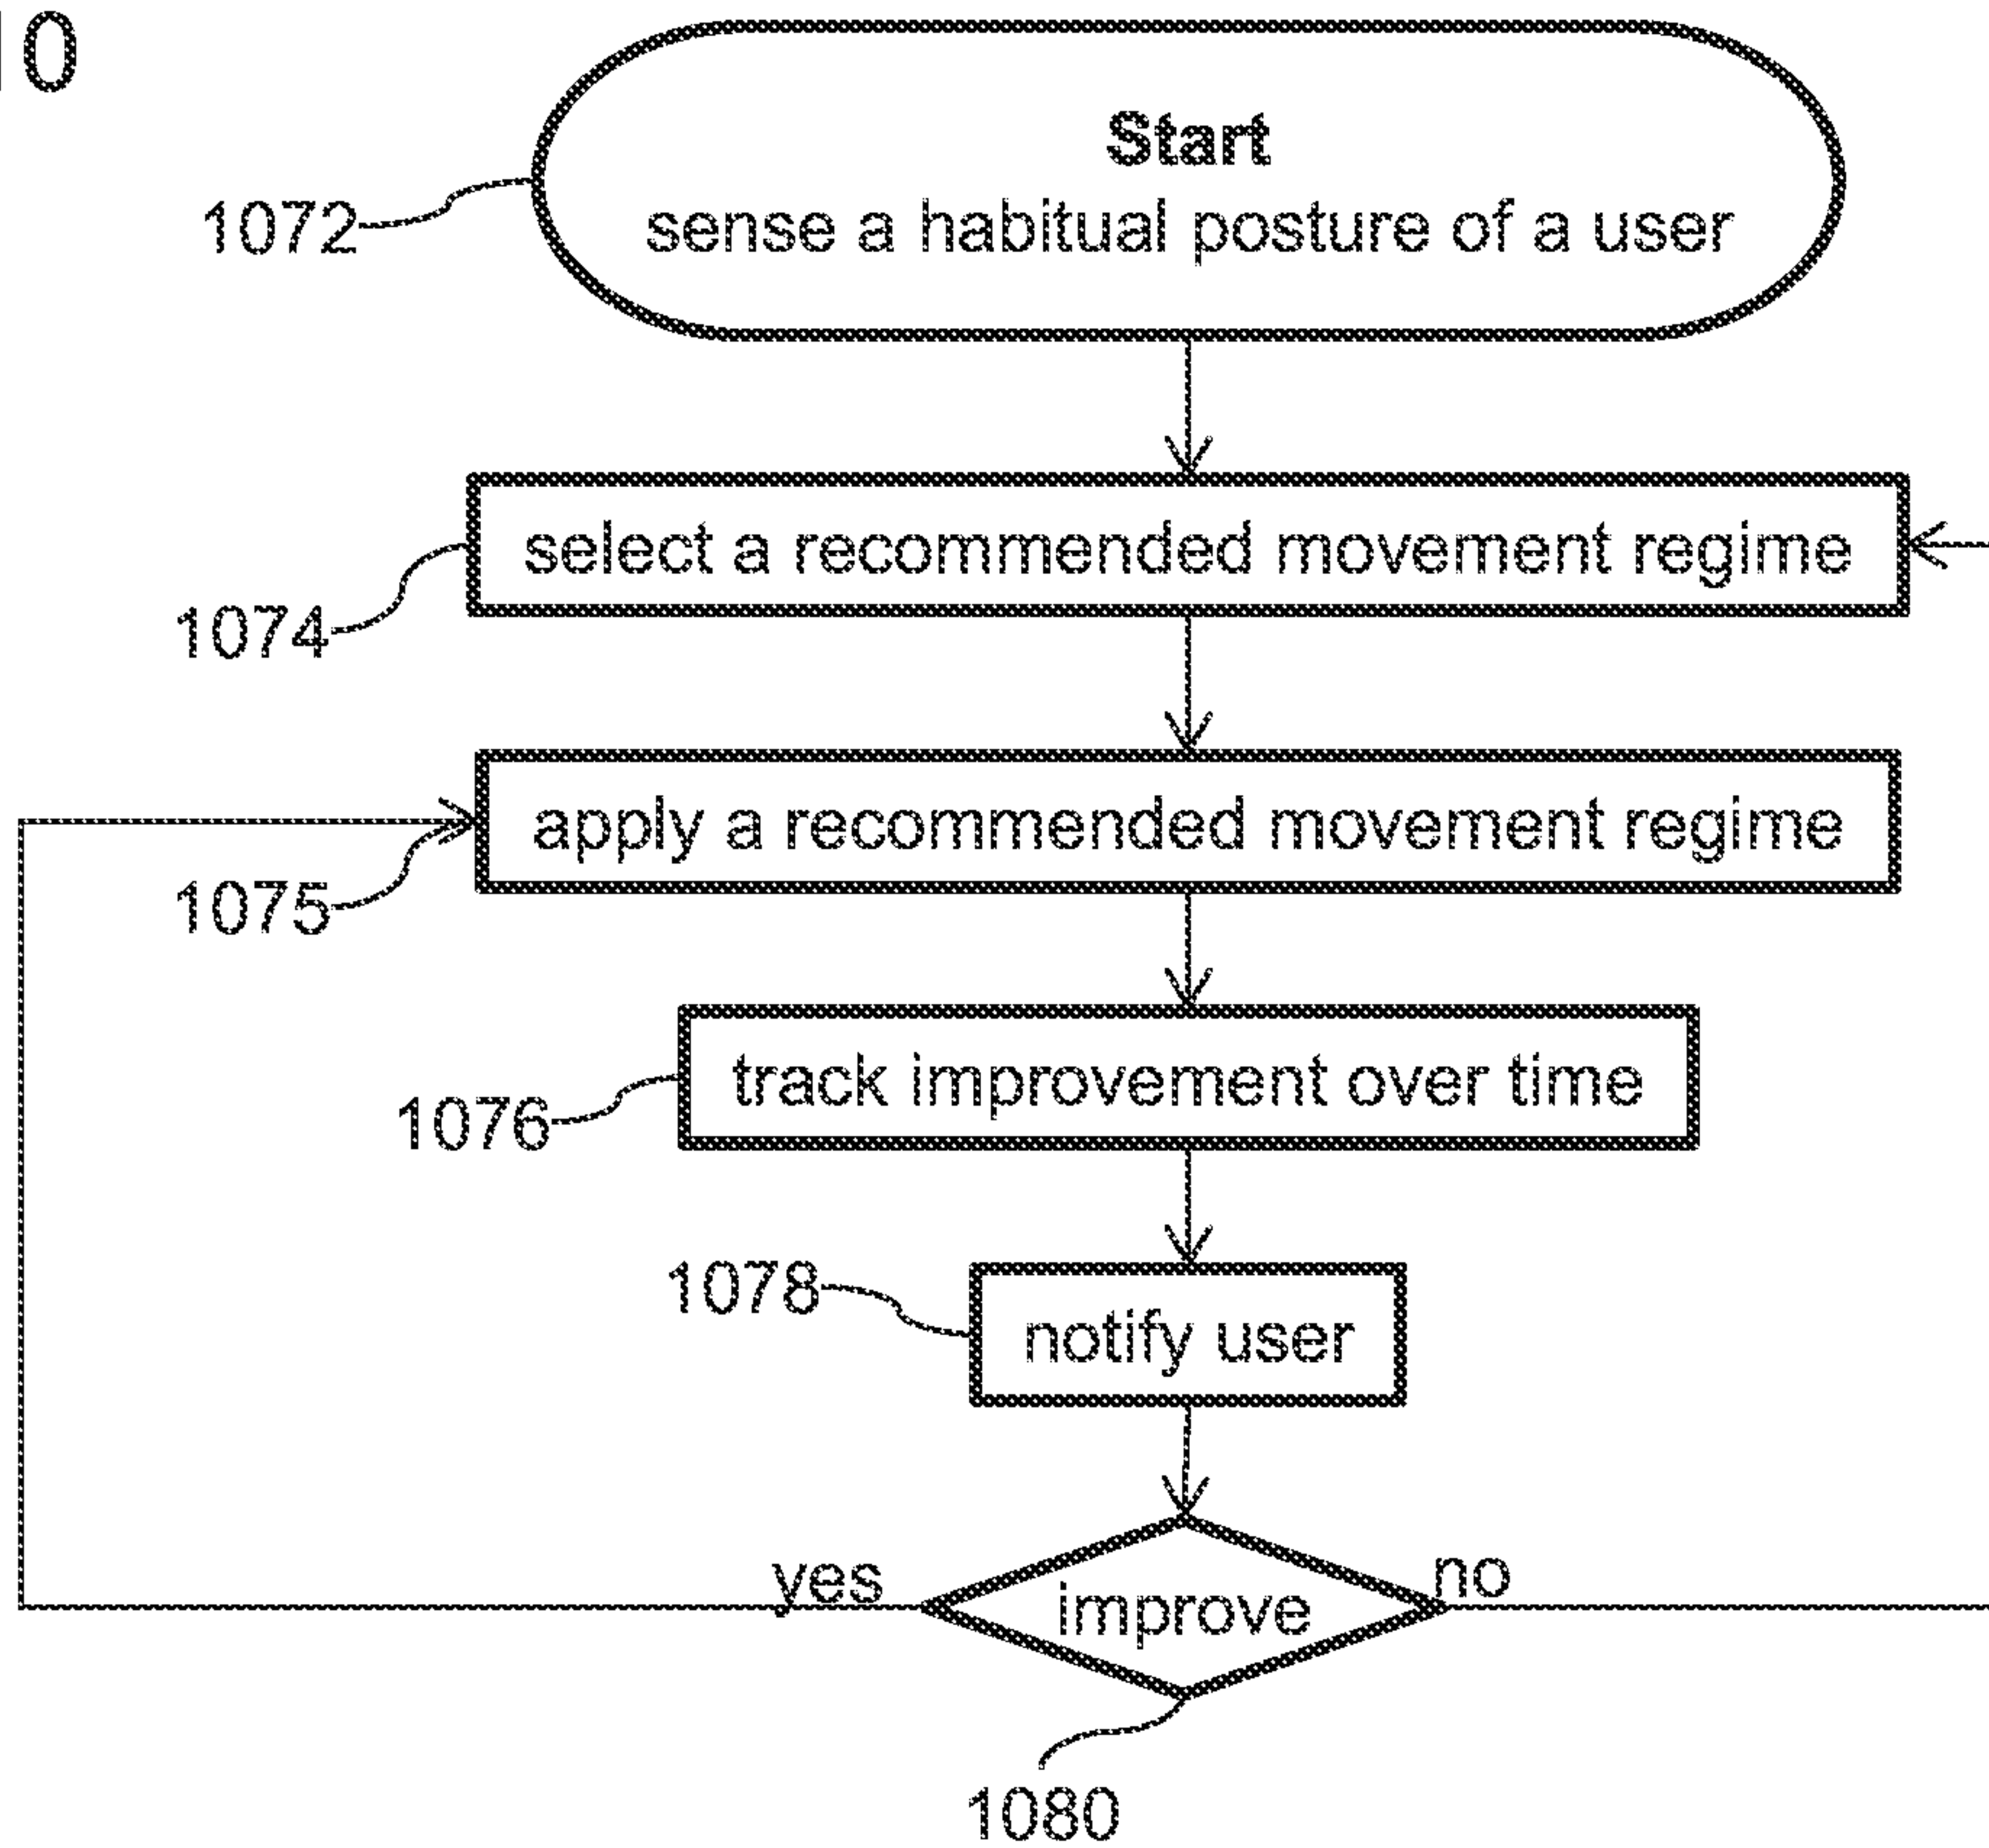 10
Start
sense a habitual posture of a user
1072
select a recommended movement regime
1074
apply a recommended movement regime
1075
track improvement over time
1076
1078
notify user
yes
improve
no
1080